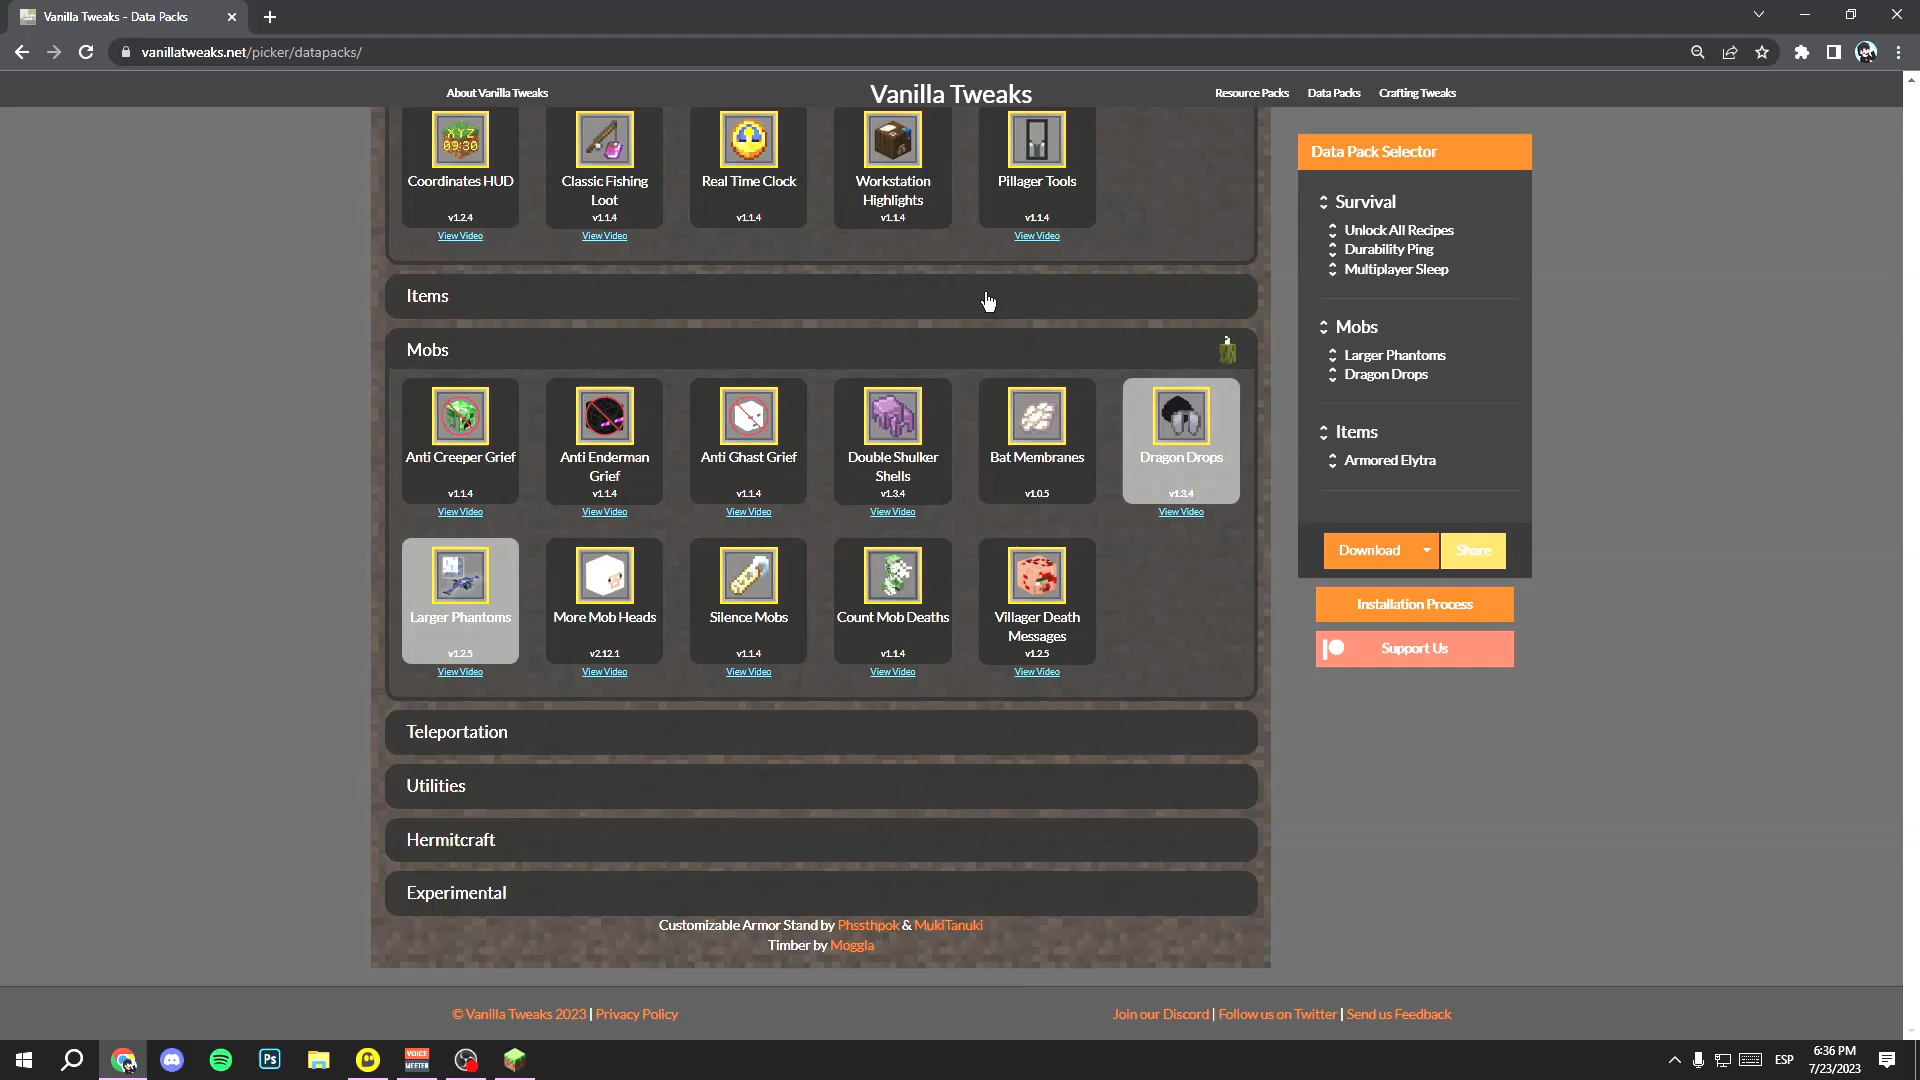 Vanilla Tweaks - Data Packs
vanillatweaks.net/picker/datapacks/
About Vanilla Tweaks
Vanilla Tweaks
Resource Packs
Data Packs
Crafting Tweaks
XYZ
09:30
Coordinates HUD
v1.2.4
View Video
Classic Fishing
Loot
v1.1.4
View Video
Real Time Clock
v1.1.4
Workstation
Highlights
v1.1.4
Pillager Tools
v1.1.4
View Video
Items
Mobs
Anti Creeper Grief
v1.1.4
View Video
Anti Enderman
Grief
v1.1.4
View Video
Anti Ghast Grief
v1.1.4
View Video
Double Shulker
Shells
v1.3.4
View Video
Bat Membranes
v1.0.5
Dragon Drops
v1.3.4
View Video
Larger Phantoms
v1.2.5
View Video
More Mob Heads
v2.12.1
View Video
Silence Mobs
v1.1.4
View Video
Count Mob Deaths
v1.1.4
View Video
Villager Death
Messages
v1.2.5
View Video
Teleportation
Utilities
Hermitcraft
Experimental
Customizable Armor Stand by Phssthpok & MukiTanuki
Timber by Moggla
Data Pack Selector
Survival
Unlock All Recipes
Durability Ping
Multiplayer Sleep
Mobs
Larger Phantoms
Dragon Drops
Items
Armored Elytra
Download
Share
Installation Process
Support Us
© Vanilla Tweaks 2023 | Privacy Policy
Join our Discord | Follow us on Twitter | Send us Feedback
Ps
VOICE
MEETER
ESP
6:36 PM
7/23/2023